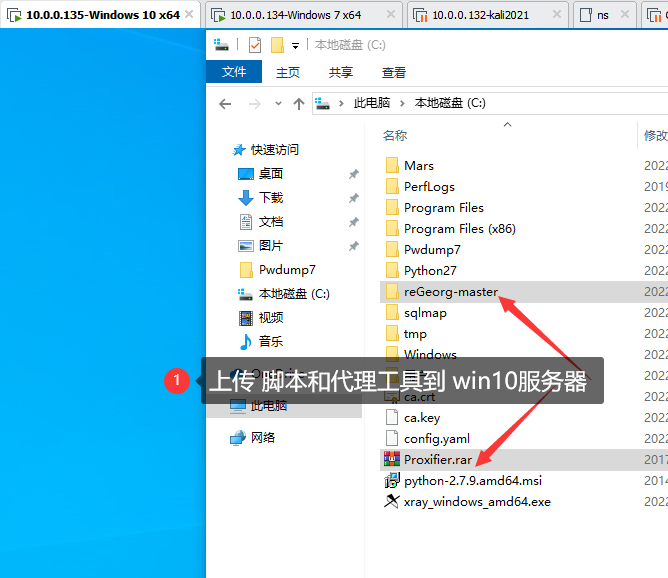 10.0.0.135-Windows 10 x64
10.0.0.134-Windows 7 x64
10.0.0.132-kali2021
ns
本地磁盘 (C:)
文件
主页
共享
查看
此电脑
本地磁盘 (C:)
名称
修改
快速访问
桌面
下载
文档
图片
Pwdump7
本地磁盘 (C:)
视频
音乐
此电脑
网络
Mars
2022
PerfLogs
2019
Program Files
2022
Program Files (x86)
2022
Pwdump7
2022
Python27
2022
reGeorg-master
2022
sqlmap
2022
tmp
2022
Windows
2022
1
上传 脚本和代理工具到 win10服务器
ca.crt
ca.key
2022
config.yaml
2022
Proxifier.rar
2017
python-2.7.9.amd64.msi
2014
xray_windows_amd64.exe
2022